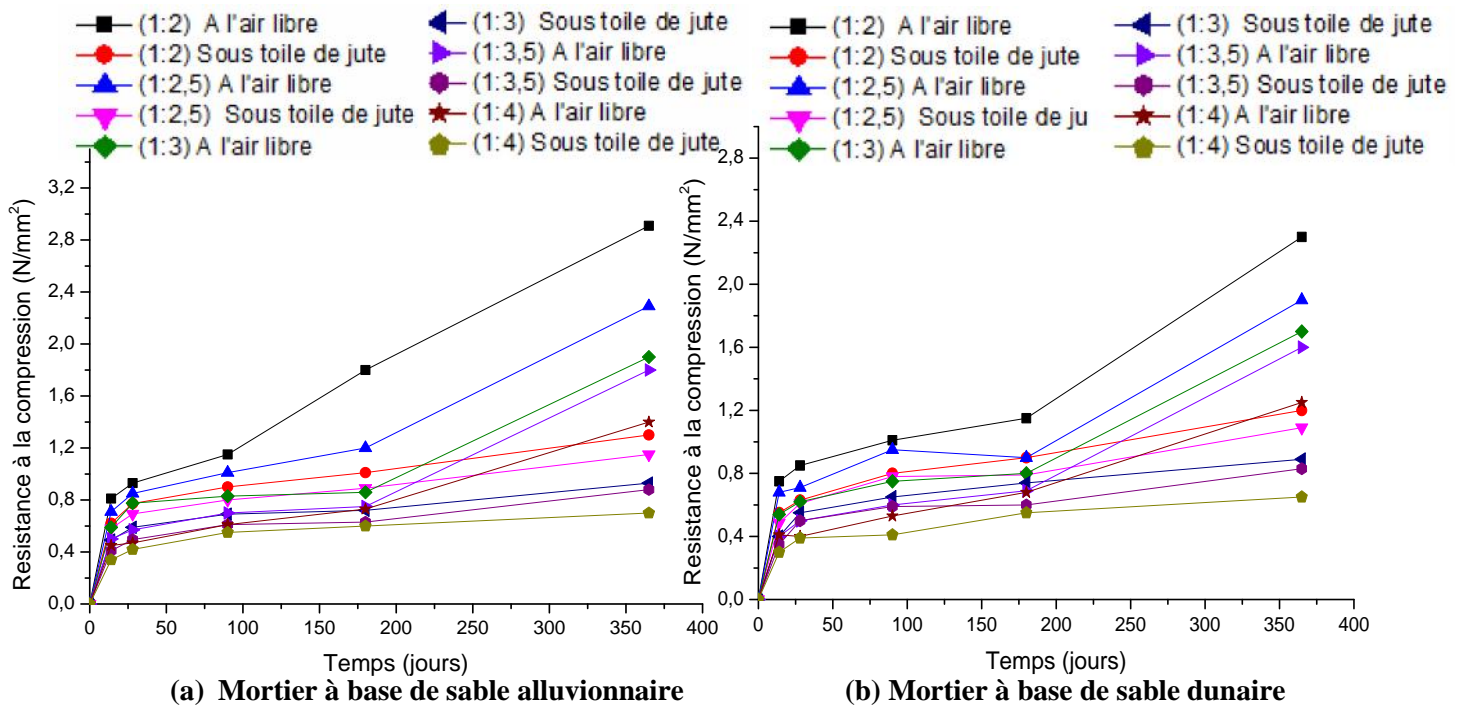 (1:2) A l'air libre
(1:2) Sous toile de jute
(1:2,5) A l'air libre
(1:2,5) Sous toile de jute
(1:3) A l'air libre
(1:3) Sous toile de jute
(1:3,5) A l'air libre
(1:3,5) Sous toile de jute
(1:4) A l'air libre
(1:4) Sous toile de jute
Resistance à la compression (N/mm²)
3,2
2,8
2,4
2,0
1,6
1,2
0,8
0,4
0,0
0 50 100 150 200 250 300 350 400
Temps (jours)
(a) Mortier à base de sable alluvionnaire
(1:2) A l'air libre
(1:2) Sous toile de jute
(1:2,5) A l'air libre
(1:2,5) Sous toile de ju
(1:3) A l'air libre
(1:3) Sous toile de jute
(1:3,5) A l'air libre
(1:3,5) Sous toile de jute
(1:4) A l'air libre
(1:4) Sous toile de jute
Resistance à la compression (N/mm²)
2,8
2,4
2,0
1,6
1,2
0,8
0,4
0,0
0 50 100 150 200 250 300 350 400
Temps (jours)
(b) Mortier à base de sable dunaire